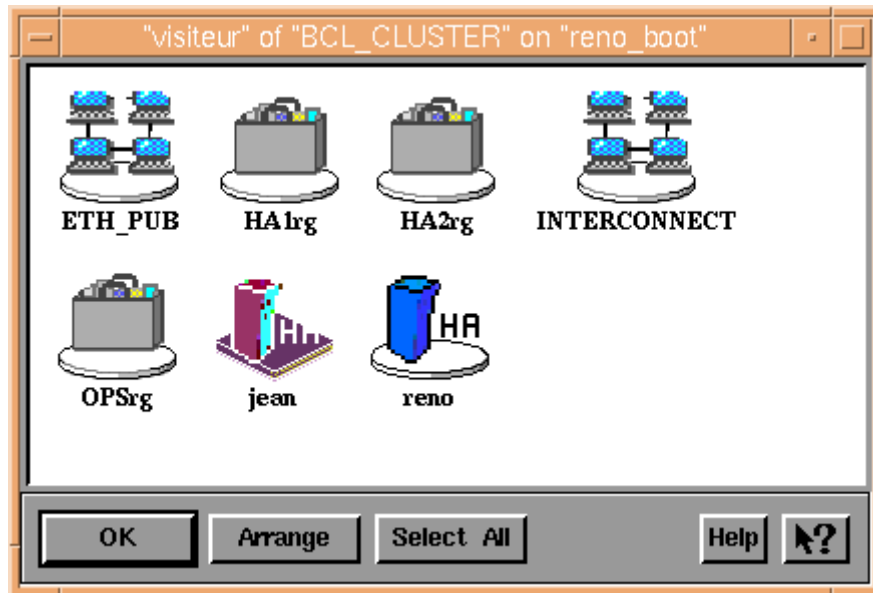 "visiteur" of "BCL_CLUSTER" on "reno_boot"
ETH_PUB HA1rg HA2rg INTERCONNECT
HA
OPSrg jean reno
OK Arrange Select All Help ?